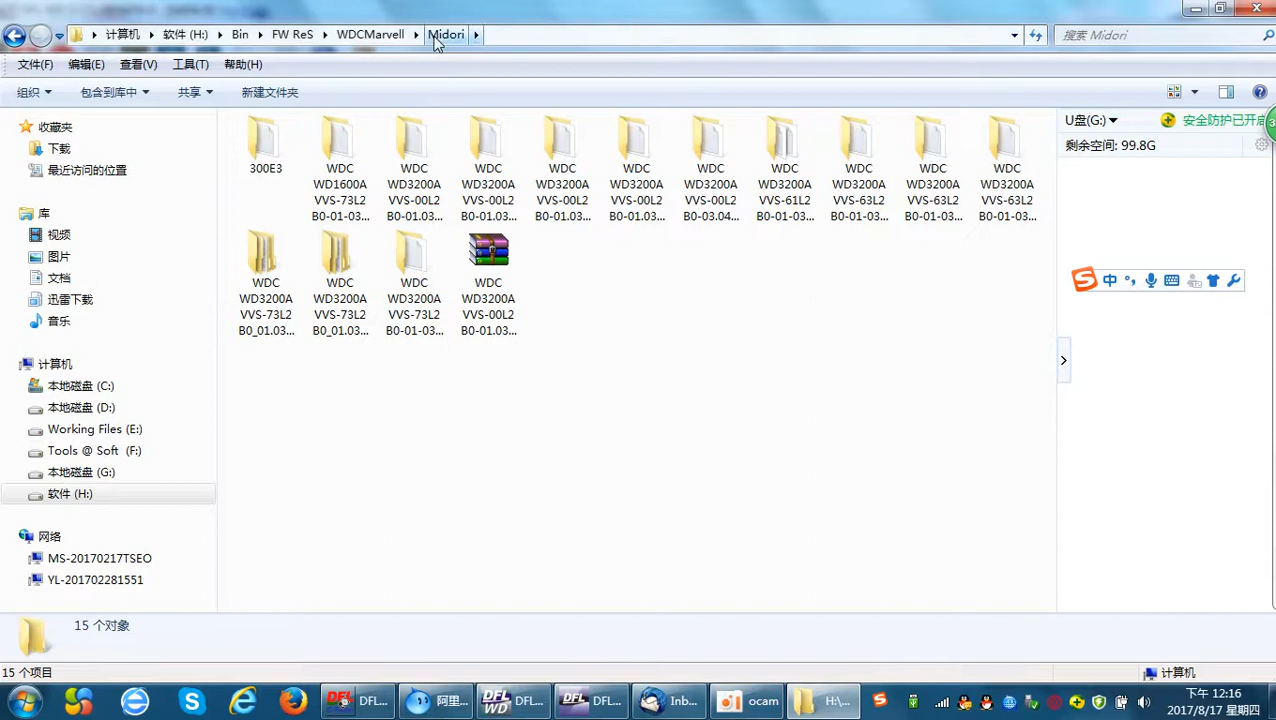 计算机 软件 (H:) Bin FW ReS WDCMarvell Midori
搜索 Midori
文件(F) 编辑(E) 查看(V) 工具(T) 帮助(H)
组织 包含到库中 共享 新建文件夹
收藏夹
下载
最近访问的位置
库
视频
图片
文档
迅雷下载
音乐
计算机
本地磁盘 (C:)
本地磁盘 (D:)
Working Files (E:)
Tools @ Soft (F:)
本地磁盘 (G:)
软件 (H:)
网络
MS-20170217TSEO
YL-201702281551
300E3
WDC
WD1600A
VVS-73L2
B0-01-03...
WDC
WD3200A
VVS-00L2
B0-01.03...
WDC
WD3200A
VVS-00L2
B0-01.03...
WDC
WD3200A
VVS-00L2
B0-01.03...
WDC
WD3200A
VVS-00L2
B0-01.03...
WDC
WD3200A
VVS-00L2
B0-03.04...
WDC
WD3200A
VVS-61L2
B0-01-03...
WDC
WD3200A
VVS-63L2
B0-01-03...
WDC
WD3200A
VVS-63L2
B0-01-03...
WDC
WD3200A
VVS-63L2
B0-01-03...
WDC
WD3200A
VVS-73L2
B0_01.03...
WDC
WD3200A
VVS-73L2
B0_01.03...
WDC
WD3200A
VVS-73L2
B0-01-03...
WDC
WD3200A
VVS-00L2
B0-01.03...
U盘(G:) 安全防护已开启
剩余空间: 99.8G
中
15 个对象
15 个项目
计算机
DFL DFL...
阿里...
DFL WD DFL...
DFL DFL...
Inb...
ocam
H:\...
下午 12:16
2017/8/17 星期四